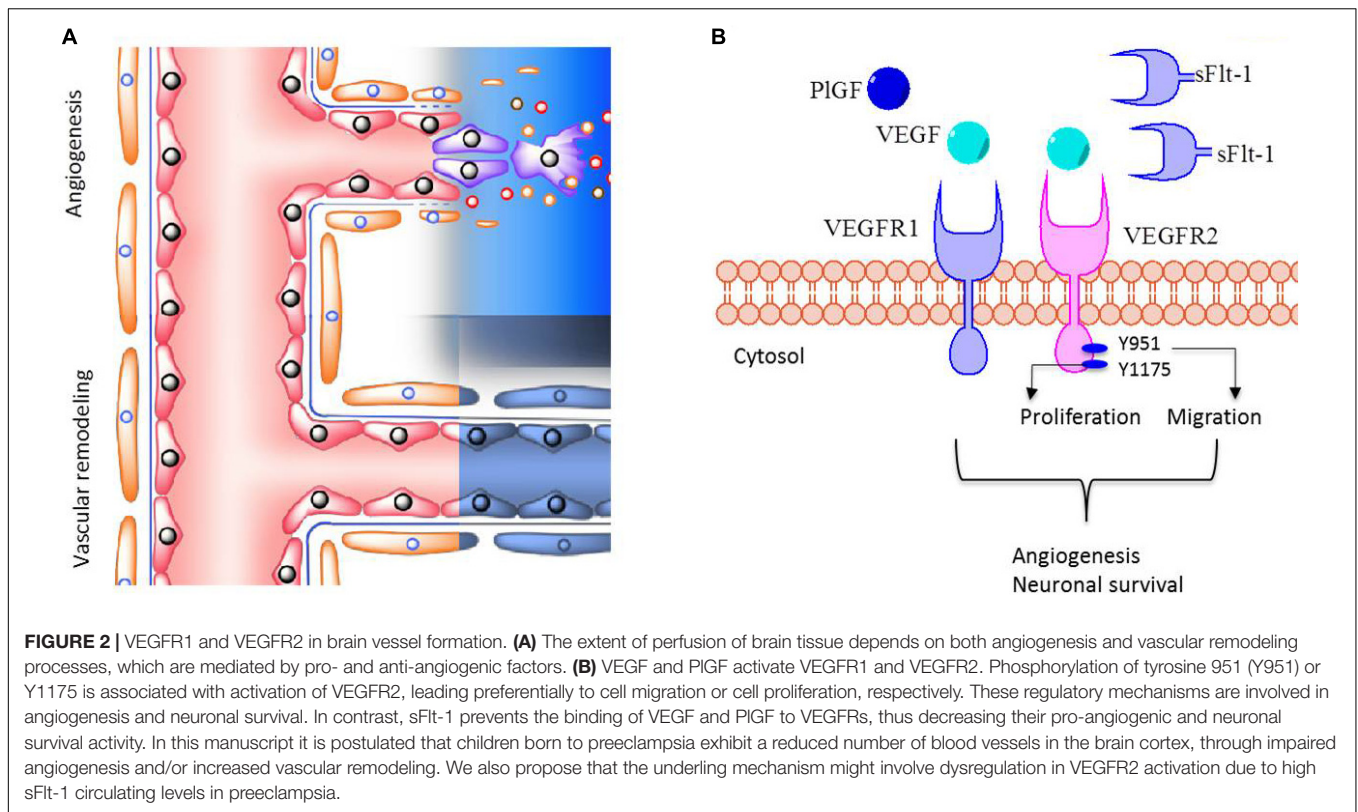 A
Angiogenesis
Vascular remodeling
B
PlGF
VEGF
sFlt-1
sFlt-1
VEGFR1
VEGFR2
Cytosol
Y951
Y1175
Proliferation Migration
Angiogenesis
Neuronal survival
FIGURE 2 | VEGFR1 and VEGFR2 in brain vessel formation. (A) The extent of perfusion of brain tissue depends on both angiogenesis and vascular remodeling
processes, which are mediated by pro- and anti-angiogenic factors. (B) VEGF and PlGF activate VEGFR1 and VEGFR2. Phosphorylation of tyrosine 951 (Y951) or
Y1175 is associated with activation of VEGFR2, leading preferentially to cell migration or cell proliferation, respectively. These regulatory mechanisms are involved in
angiogenesis and neuronal survival. In contrast, sFlt-1 prevents the binding of VEGF and PlGF to VEGFRs, thus decreasing their pro-angiogenic and neuronal
survival activity. In this manuscript it is postulated that children born to preeclampsia exhibit a reduced number of blood vessels in the brain cortex, through impaired
angiogenesis and/or increased vascular remodeling. We also propose that the underling mechanism might involve dysregulation in VEGFR2 activation due to high
sFlt-1 circulating levels in preeclampsia.